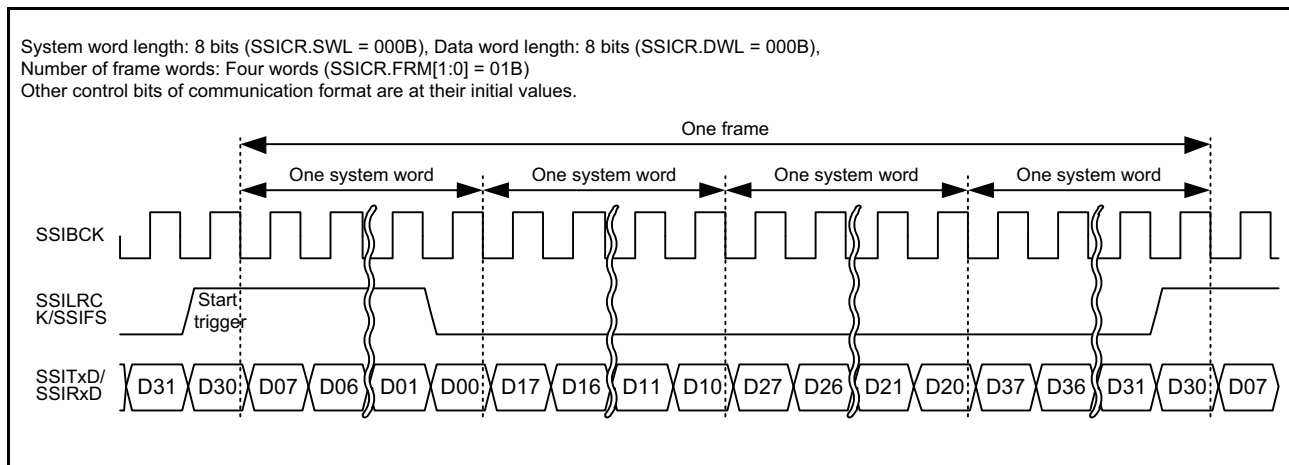 System word length: 8 bits (SSICR.SWL = 000B), Data word length: 8 bits (SSICR.DWL = 000B),
Number of frame words: Four words (SSICR.FRM[1:0] = 01B)
Other control bits of communication format are at their initial values.
One frame
One system word One system word One system word One system word
SSIBCK
SSILRC
K/SSIFS
Start
trigger
SSITxD/
SSIRxD
D31 D30 D07 D06 D01 D00 D17 D16 D11 D10 D27 D26 D21 D20 D37 D36 D31 D30 D07